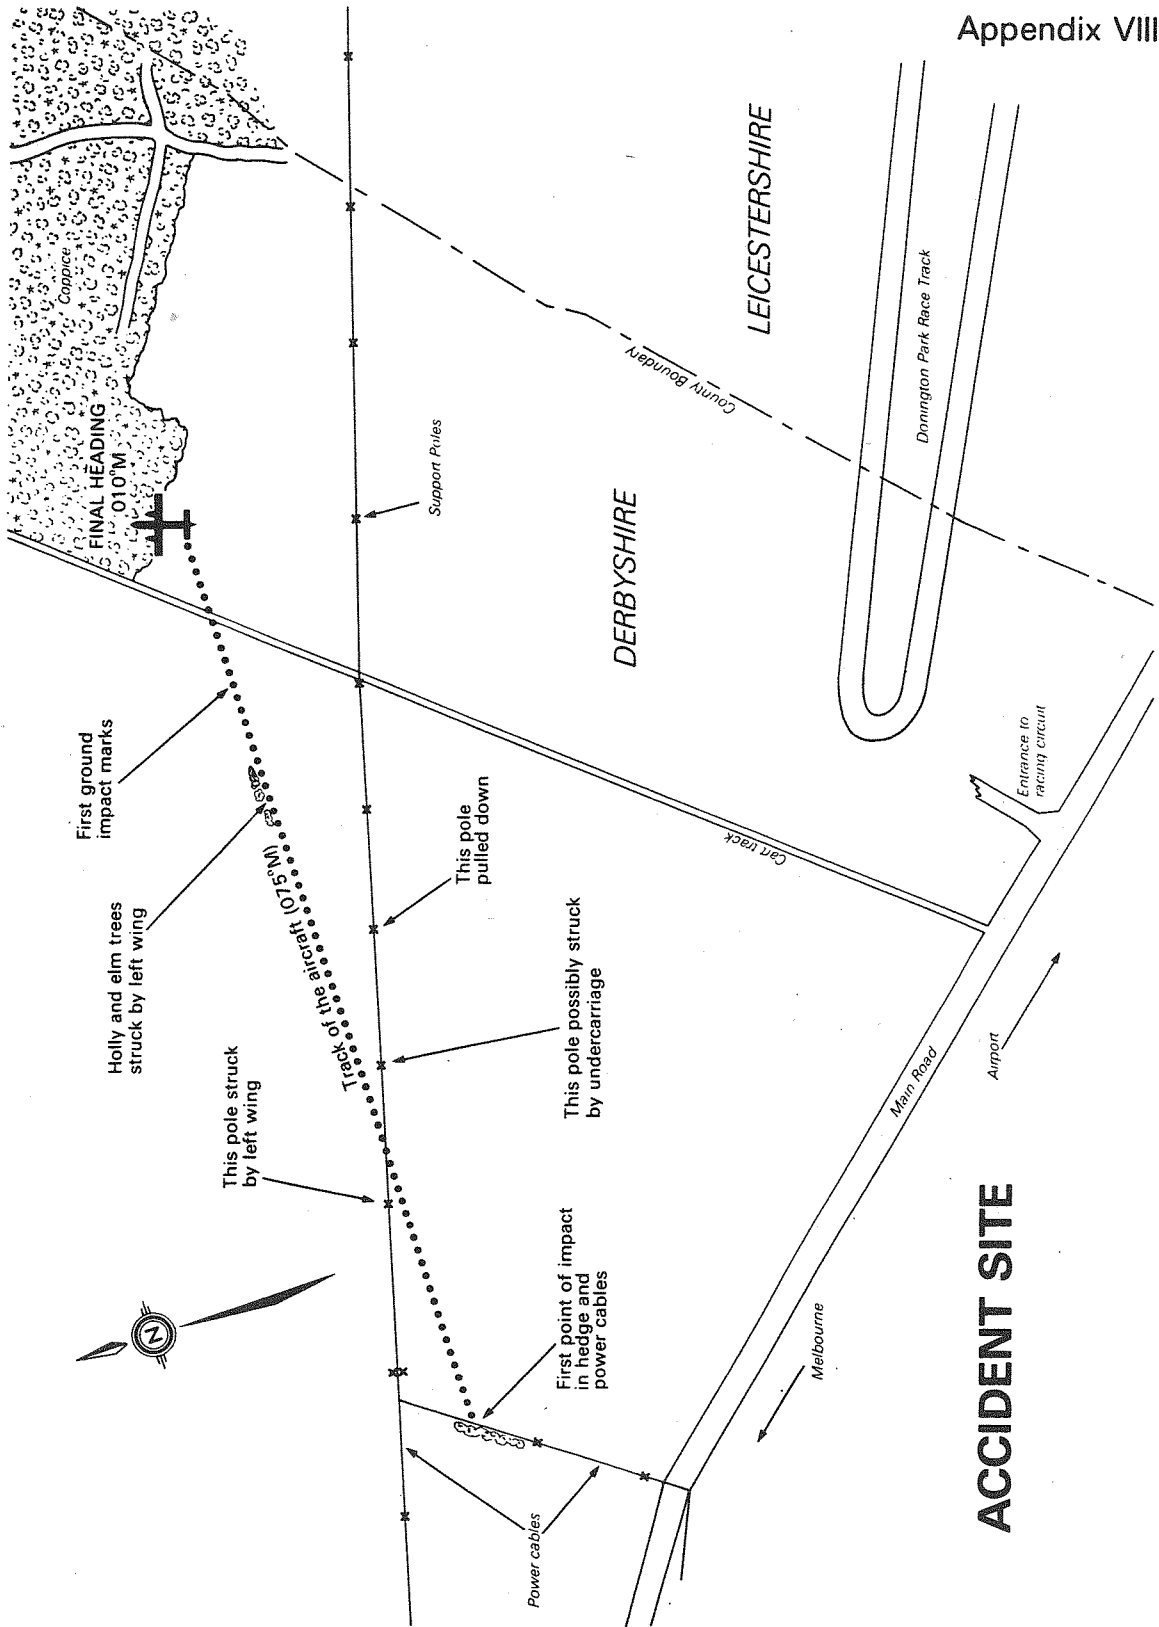 Appendix VIII
Coppice
FINAL HEADING
010°M
First ground
impact marks
Holly and elm trees
struck by left wing
Track of the aircraft (075°M)
This pole struck
by left wing
N
Support Poles
This pole
pulled down
This pole possibly struck
by undercarriage
First point of impact
in hedge and
power cables
Power cables
LEICESTERSHIRE
County Boundary
DERBYSHIRE
Donington Park Race Track
Entrance to
racing circuit
Cart track
Main Road
Airport
Melbourne
ACCIDENT SITE